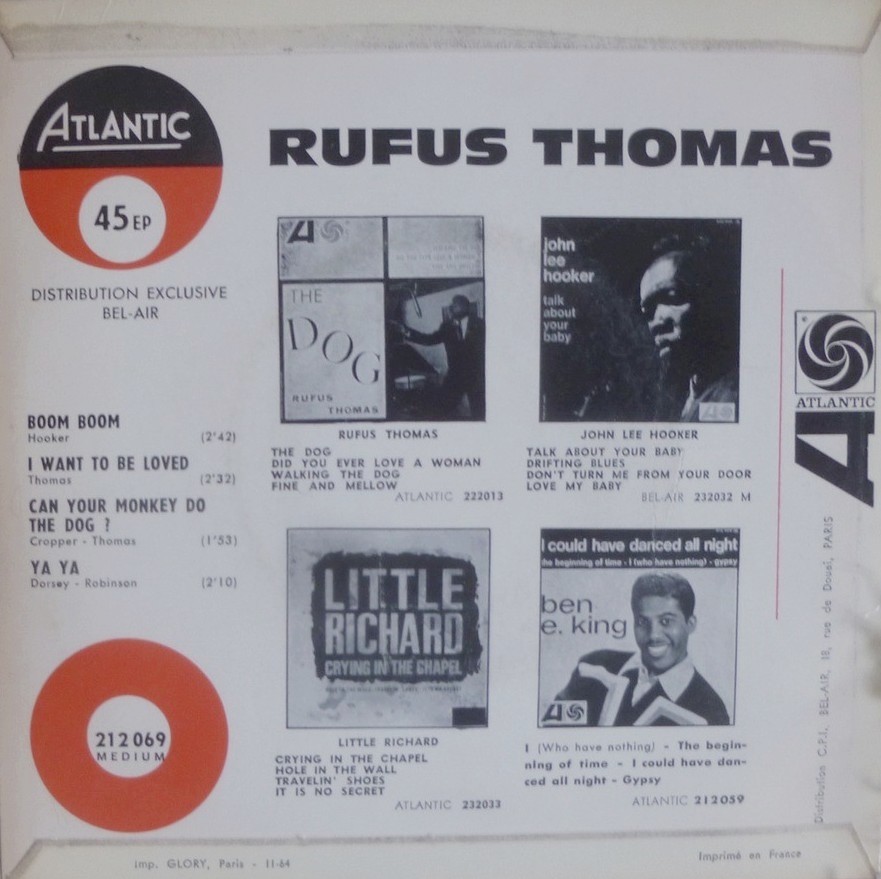 ATLANTIC
45 EP
DISTRIBUTION EXCLUSIVE
BEL-AIR
RUFUS THOMAS
BOOM BOOM
Hooker (2'42)
I WANT TO BE LOVED
Thomas (2'32)
CAN YOUR MONKEY DO
THE DOG ?
Cropper - Thomas (1'53)
YA YA
Dorsey - Robinson (2'10)
212 069
MEDIUM
THE
DOG
RUFUS
THOMAS
RUFUS THOMAS
THE DOG
DID YOU EVER LOVE A WOMAN
WALKING THE DOG
FINE AND MELLOW
ATLANTIC 222013
john
lee
hooker
talk
about
your
baby
JOHN LEE HOOKER
TALK ABOUT YOUR BABY
DRIFTING BLUES
DON'T TURN ME FROM YOUR DOOR
LOVE MY BABY
BEL-AIR 232032 M
LITTLE
RICHARD
CRYING IN THE CHAPEL
LITTLE RICHARD
CRYING IN THE CHAPEL
HOLE IN THE WALL
TRAVELIN' SHOES
IT IS NO SECRET
ATLANTIC 232033
I could have danced all night
the beginning of time - I (who have nothing) - gypsy
ben
e. king
I (Who have nothing) - The begin-
ning of time - I could have dan-
ced all night - Gypsy
ATLANTIC 212059
ATLANTIC
Distribution C.P.I. BEL-AIR, 18, rue de Douai, PARIS
Imp. GLORY, Paris - 11-64
Imprimé en France